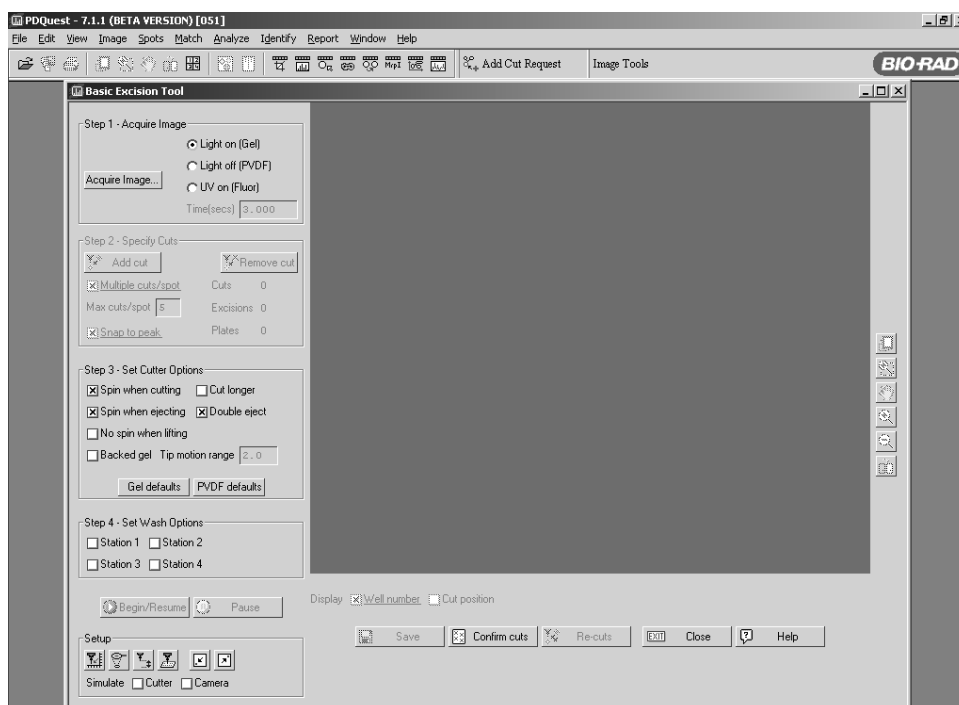 PDQuest - 7.1.1 (BETA VERSION) [051]
File Edit View Image Spots Match Analyze Identify Report Window Help
Add Cut Request Image Tools BIO-RAD
Basic Excision Tool
Step 1 - Acquire Image
Light on (Gel)
Light off (PVDF)
Acquire Image...
UV on (Fluor)
Time(secs) 3.000
Step 2 - Specify Cuts
Add cut Remove cut
Multiple cuts/spot Cuts 0
Max cuts/spot 5 Excisions 0
Snap to peak Plates 0
Step 3 - Set Cutter Options
Spin when cutting Cut longer
Spin when ejecting Double eject
No spin when lifting
Backed gel Tip motion range 2.0
Gel defaults PVDF defaults
Step 4 - Set Wash Options
Station 1 Station 2
Station 3 Station 4
Display Well number Cut position
Begin/Resume Pause
Save Confirm cuts Re-cuts EXIT Close Help
Setup
Simulate Cutter Camera